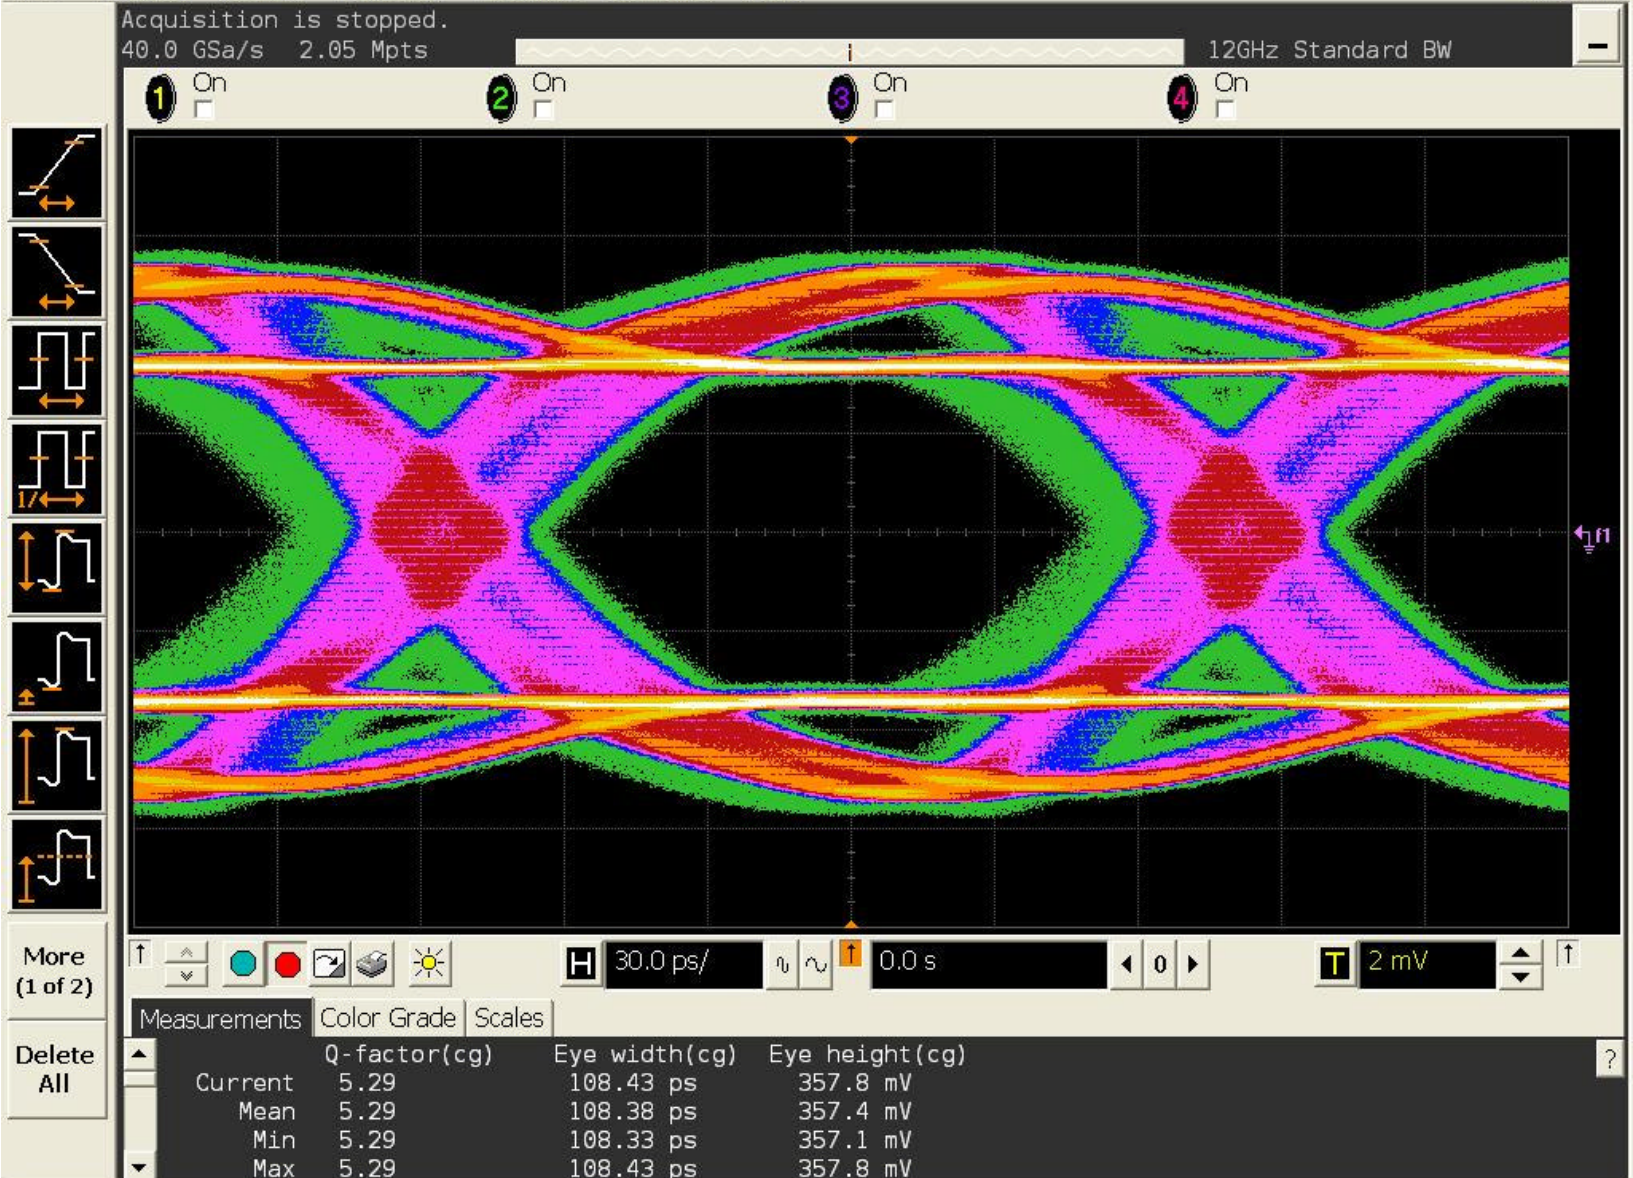 Acquisition is stopped.
40.0 GSa/s 2.05 Mpts 12GHz Standard BW
1 On 2 On 3 On 4 On
1/
f1
More
(1 of 2)
H 30.0 ps/ 0.0 s 0 T 2 mV
Measurements Color Grade Scales
Delete
All
Q-factor(cg) Eye width(cg) Eye height(cg)
?
Current 5.29 108.43 ps 357.8 mV
Mean 5.29 108.38 ps 357.4 mV
Min 5.29 108.33 ps 357.1 mV
Max 5.29 108.43 ps 357.8 mV